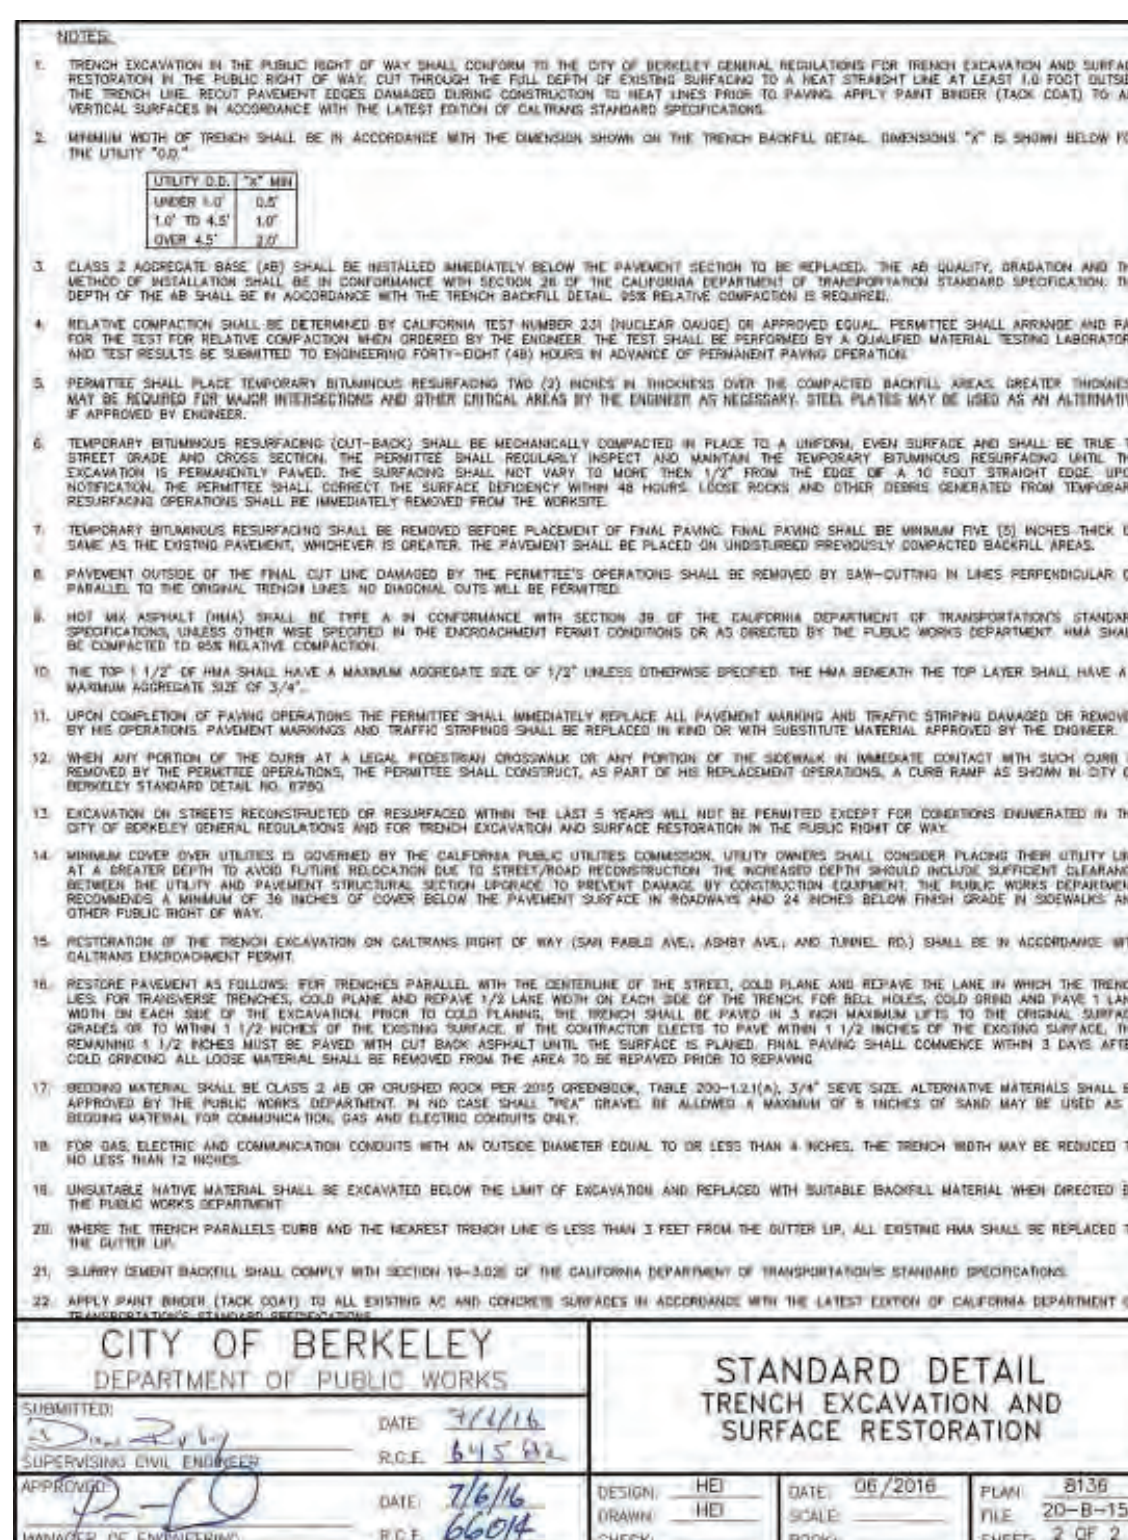 NOTES:
1. TRENCH EXCAVATION IN THE PUBLIC RIGHT OF WAY SHALL CONFORM TO THE CITY OF BERKELEY GENERAL REGULATIONS FOR TRENCH EXCAVATION AND SURFAC
RESTORATION IN THE PUBLIC RIGHT OF WAY. CUT THROUGH THE FULL DEPTH OF EXISTING SURFACING TO A NEAT STRAIGHT LINE AT LEAST 1.0 FOOT OUTSIDE
THE TRENCH LINE. RECUT PAVEMENT EDGES DAMAGED DURING CONSTRUCTION TO NEAT LINES PRIOR TO PAVING. APPLY PAINT BINDER (TACK COAT) TO A
VERTICAL SURFACES IN ACCORDANCE WITH THE LATEST EDITION OF CALTRANS STANDARD SPECIFICATIONS.
2. MINIMUM WIDTH OF TRENCH SHALL BE IN ACCORDANCE WITH THE DIMENSION SHOWN ON THE TRENCH BACKFILL DETAIL. DIMENSIONS "X" IS SHOWN BELOW FO
THE UTILITY "O.D."
UTILITY O.D. "X" MIN
UNDER 1.0' 0.5'
1.0' TO 4.5' 1.0'
OVER 4.5' 2.0'
3. CLASS 2 AGGREGATE BASE (AB) SHALL BE INSTALLED IMMEDIATELY BELOW THE PAVEMENT SECTION TO BE REPLACED. THE AB QUALITY, GRADATION AND TH
METHOD OF INSTALLATION SHALL BE IN CONFORMANCE WITH SECTION 26 OF THE CALIFORNIA DEPARTMENT OF TRANSPORTATION STANDARD SPECIFICATION. TH
DEPTH OF THE AB SHALL BE IN ACCORDANCE WITH THE TRENCH BACKFILL DETAIL. 95% RELATIVE COMPACTION IS REQUIRED.
4. RELATIVE COMPACTION SHALL BE DETERMINED BY CALIFORNIA TEST NUMBER 231 (NUCLEAR GAUGE) OR APPROVED EQUAL. PERMITTEE SHALL ARRANGE AND PA
FOR THE TEST FOR RELATIVE COMPACTION WHEN ORDERED BY THE ENGINEER. THE TEST SHALL BE PERFORMED BY A QUALIFIED MATERIAL TESTING LABORATOR
AND TEST RESULTS BE SUBMITTED TO ENGINEERING FORTY-EIGHT (48) HOURS IN ADVANCE OF PERMANENT PAVING OPERATION.
5. PERMITTEE SHALL PLACE TEMPORARY BITUMINOUS RESURFACING TWO (2) INCHES IN THICKNESS OVER THE COMPACTED BACKFILL AREAS. GREATER THICKNES
MAY BE REQUIRED FOR MAJOR INTERSECTIONS AND OTHER CRITICAL AREAS BY THE ENGINEER AS NECESSARY. STEEL PLATES MAY BE USED AS AN ALTERNATIV
IF APPROVED BY ENGINEER.
6. TEMPORARY BITUMINOUS RESURFACING (CUT-BACK) SHALL BE MECHANICALLY COMPACTED IN PLACE TO A UNIFORM, EVEN SURFACE AND SHALL BE TRUE T
STREET GRADE AND CROSS SECTION. THE PERMITTEE SHALL REGULARLY INSPECT AND MAINTAIN THE TEMPORARY BITUMINOUS RESURFACING UNTIL TH
EXCAVATION IS PERMANENTLY PAVED. THE SURFACING SHALL NOT VARY TO MORE THEN 1/2" FROM THE EDGE OF A 10 FOOT STRAIGHT EDGE. UPO
NOTIFICATION, THE PERMITTEE SHALL CORRECT THE SURFACE DEFICIENCY WITHIN 48 HOURS. LOOSE ROCKS AND OTHER DEBRIS GENERATED FROM TEMPORAR
RESURFACING OPERATIONS SHALL BE IMMEDIATELY REMOVED FROM THE WORKSITE.
7. TEMPORARY BITUMINOUS RESURFACING SHALL BE REMOVED BEFORE PLACEMENT OF FINAL PAVING. FINAL PAVING SHALL BE MINIMUM FIVE (5) INCHES THICK O
SAME AS THE EXISTING PAVEMENT, WHICHEVER IS GREATER. THE PAVEMENT SHALL BE PLACED ON UNDISTURBED PREVIOUSLY COMPACTED BACKFILL AREAS.
8. PAVEMENT OUTSIDE OF THE FINAL CUT LINE DAMAGED BY THE PERMITTEE'S OPERATIONS SHALL BE REMOVED BY SAW-CUTTING IN LINES PERPENDICULAR O
PARALLEL TO THE ORIGINAL TRENCH LINES. NO DIAGONAL CUTS WILL BE PERMITTED.
9. HOT MIX ASPHALT (HMA) SHALL BE TYPE A IN CONFORMANCE WITH SECTION 39 OF THE CALIFORNIA DEPARTMENT OF TRANSPORTATION'S STANDAR
SPECIFICATIONS, UNLESS OTHER WISE SPECIFIED IN THE ENCROACHMENT PERMIT CONDITIONS OR AS DIRECTED BY THE PUBLIC WORKS DEPARTMENT. HMA SHAL
BE COMPACTED TO 95% RELATIVE COMPACTION.
10. THE TOP 1 1/2" OF HMA SHALL HAVE A MAXIMUM AGGREGATE SIZE OF 1/2" UNLESS OTHERWISE SPECIFIED. THE HMA BENEATH THE TOP LAYER SHALL HAVE A
MAXIMUM AGGREGATE SIZE OF 3/4".
11. UPON COMPLETION OF PAVING OPERATIONS THE PERMITTEE SHALL IMMEDIATELY REPLACE ALL PAVEMENT MARKING AND TRAFFIC STRIPING DAMAGED OR REMOVE
BY HIS OPERATIONS. PAVEMENT MARKINGS AND TRAFFIC STRIPINGS SHALL BE REPLACED IN KIND OR WITH SUBSTITUTE MATERIAL APPROVED BY THE ENGINEER.
12. WHEN ANY PORTION OF THE CURB AT A LEGAL PEDESTRIAN CROSSWALK OR ANY PORTION OF THE SIDEWALK IN IMMEDIATE CONTACT WITH SUCH CURB I
REMOVED BY THE PERMITTEE OPERATIONS, THE PERMITTEE SHALL CONSTRUCT, AS PART OF HIS REPLACEMENT OPERATIONS, A CURB RAMP AS SHOWN IN CITY O
BERKELEY STANDARD DETAIL NO.
13. EXCAVATION ON STREETS RECONSTRUCTED OR RESURFACED WITHIN THE LAST 5 YEARS WILL NOT BE PERMITTED EXCEPT FOR CONDITIONS ENUMERATED IN TH
CITY OF BERKELEY GENERAL REGULATIONS AND FOR TRENCH EXCAVATION AND SURFACE RESTORATION IN THE PUBLIC RIGHT OF WAY.
14. MINIMUM COVER OVER UTILITIES IS GOVERNED BY THE CALIFORNIA PUBLIC UTILITIES COMMISSION. UTILITY OWNERS SHALL CONSIDER PLACING THEIR UTILITY LIN
AT A GREATER DEPTH TO AVOID FUTURE RELOCATION DUE TO STREET/ROAD RECONSTRUCTION. THE INCREASED DEPTH SHOULD INCLUDE SUFFICIENT CLEARANC
BETWEEN THE UTILITY AND PAVEMENT STRUCTURAL SECTION UPGRADE TO PREVENT DAMAGE BY CONSTRUCTION EQUIPMENT. THE PUBLIC WORKS DEPARTMEN
RECOMMENDS A MINIMUM OF 36 INCHES OF COVER BELOW THE PAVEMENT SURFACE IN ROADWAYS AND 24 INCHES BELOW FINISH GRADE IN SIDEWALKS AN
OTHER PUBLIC RIGHT OF WAY.
15. RESTORATION OF THE TRENCH EXCAVATION ON CALTRANS RIGHT OF WAY (SAN PABLO AVE., ASHBY AVE., AND TUNNEL RD.) SHALL BE IN ACCORDANCE WIT
CALTRANS ENCROACHMENT PERMIT.
16. RESTORE PAVEMENT AS FOLLOWS: FOR TRENCHES PARALLEL WITH THE CENTERLINE OF THE STREET, COLD PLANE AND REPAVE THE LANE IN WHICH THE TRENC
LIES. FOR TRANSVERSE TRENCHES, COLD PLANE AND REPAVE 1/2 LANE WIDTH ON EACH SIDE OF THE TRENCH. FOR BELL HOLES, COLD GRIND AND PAVE 1 LAN
WIDTH ON EACH SIDE OF THE EXCAVATION. PRIOR TO COLD PLANING, THE TRENCH SHALL BE PAVED IN 3 INCH MAXIMUM LIFTS TO THE ORIGINAL SURFAC
GRADES OR TO WITHIN 1 1/2 INCHES OF THE EXISTING SURFACE. IF THE CONTRACTOR ELECTS TO PAVE WITHIN 1 1/2 INCHES OF THE EXISTING SURFACE, TH
REMAINING 1 1/2 INCHES MUST BE PAVED WITH CUT BACK ASPHALT UNTIL THE SURFACE IS PLANED. FINAL PAVING SHALL COMMENCE WITHIN 3 DAYS AFTE
COLD GRINDING. ALL LOOSE MATERIAL SHALL BE REMOVED FROM THE AREA TO BE REPAVED PRIOR TO REPAVING.
17. BEDDING MATERIAL SHALL BE CLASS 2 AB OR CRUSHED ROCK PER 2015 GREENBOOK, TABLE 200-1.2.1(A), 3/4" SIEVE SIZE. ALTERNATIVE MATERIALS SHALL B
APPROVED BY THE PUBLIC WORKS DEPARTMENT. IN NO CASE SHALL "PEA" GRAVEL BE ALLOWED. A MAXIMUM OF 6 INCHES OF SAND MAY BE USED AS
BEDDING MATERIAL FOR COMMUNICATION, GAS AND ELECTRIC CONDUITS ONLY.
18. FOR GAS, ELECTRIC AND COMMUNICATION CONDUITS WITH AN OUTSIDE DIAMETER EQUAL TO OR LESS THAN 4 INCHES, THE TRENCH WIDTH MAY BE REDUCED T
NO LESS THAN 12 INCHES.
19. UNSUITABLE NATIVE MATERIAL SHALL BE EXCAVATED BELOW THE LIMIT OF EXCAVATION AND REPLACED WITH SUITABLE BACKFILL MATERIAL WHEN DIRECTED B
THE PUBLIC WORKS DEPARTMENT.
20. WHERE THE TRENCH PARALLELS CURB AND THE NEAREST TRENCH LINE IS LESS THAN 3 FEET FROM THE GUTTER LIP, ALL EXISTING HMA SHALL BE REPLACED T
THE GUTTER LIP.
21. SLURRY CEMENT BACKFILL SHALL COMPLY WITH SECTION 19-3.02E OF THE CALIFORNIA DEPARTMENT OF TRANSPORTATION'S STANDARD SPECIFICATIONS.
22. APPLY PAINT BINDER (TACK COAT) TO ALL EXISTING AC AND CONCRETE SURFACES IN ACCORDANCE WITH THE LATEST EDITION OF CALIFORNIA DEPARTMENT O
TRANSPORTATION'S STANDARD SPECIFICATIONS.
CITY OF BERKELEY
DEPARTMENT OF PUBLIC WORKS
STANDARD DETAIL
TRENCH EXCAVATION AND
SURFACE RESTORATION
SUBMITTED:
DATE:
SUPERVISING CIVIL ENGINEER
R.C.E.
APPROVED:
DATE: 7/6/16
MANAGER OF ENGINEERING
R.C.E. 66014
DESIGN: HEI
DRAWN: HEI
CHECK:
DATE: 06/2016
SCALE:
BOOK:
PLAN: 8136
FILE: 20-B-15
SHEET: 2 OF 2